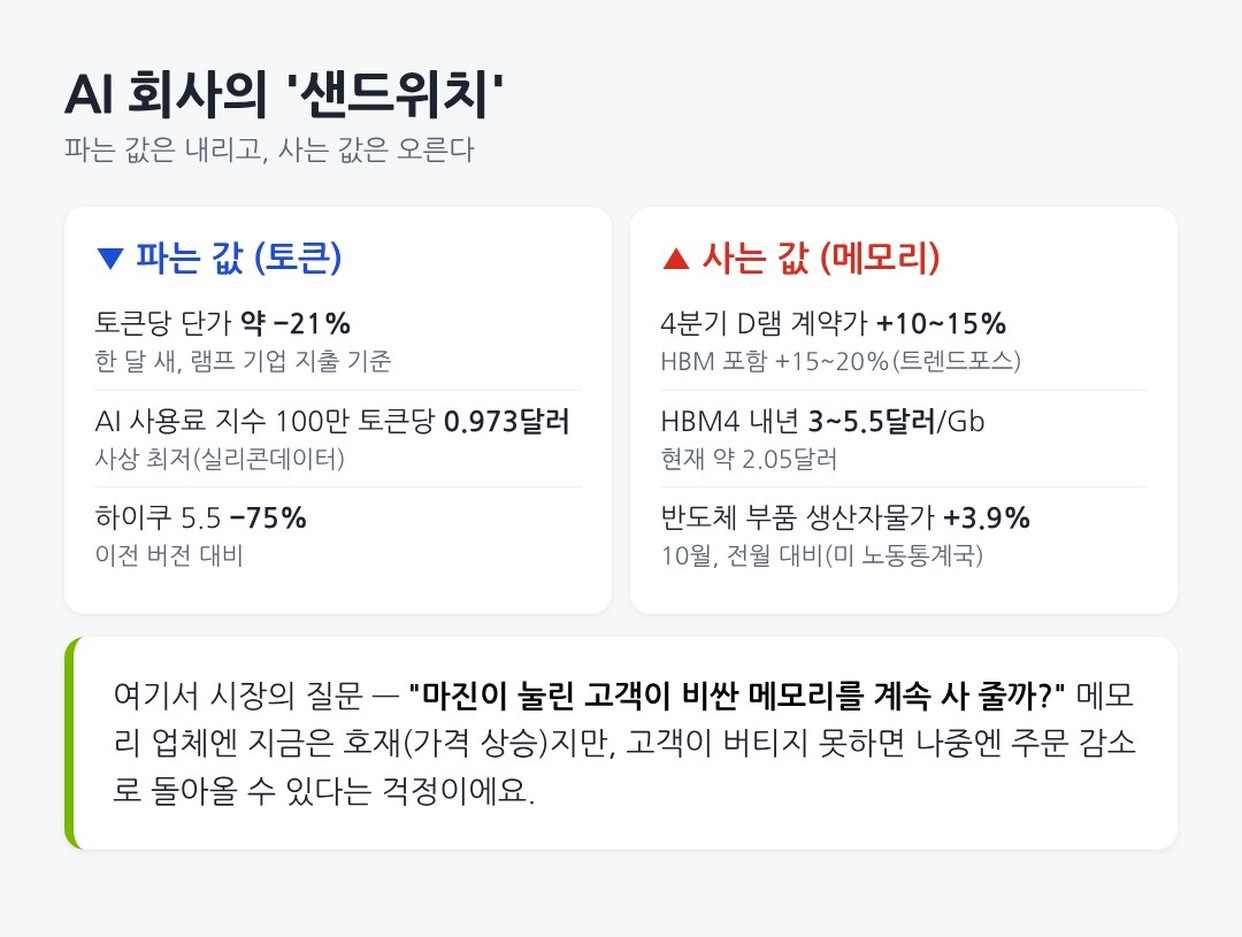 AI 회사의 '샌드위치'
파는 값은 내리고, 사는 값은 오른다
▼ 파는 값 (토큰)
토큰당 단가 약 −21%
한 달 새, 램프 기업 지출 기준
AI 사용료 지수 100만 토큰당 0.973달러
사상 최저(실리콘데이터)
하이쿠 5.5 −75%
이전 버전 대비
▲ 사는 값 (메모리)
4분기 D램 계약가 +10~15%
HBM 포함 +15~20%(트렌드포스)
HBM4 내년 3~5.5달러/Gb
현재 약 2.05달러
반도체 부품 생산자물가 +3.9%
10월, 전월 대비(미 노동통계국)
여기서 시장의 질문 — "마진이 눌린 고객이 비싼 메모리를 계속 사 줄까?" 메모
리 업체엔 지금은 호재(가격 상승)지만, 고객이 버티지 못하면 나중엔 주문 감소
로 돌아올 수 있다는 걱정이에요.